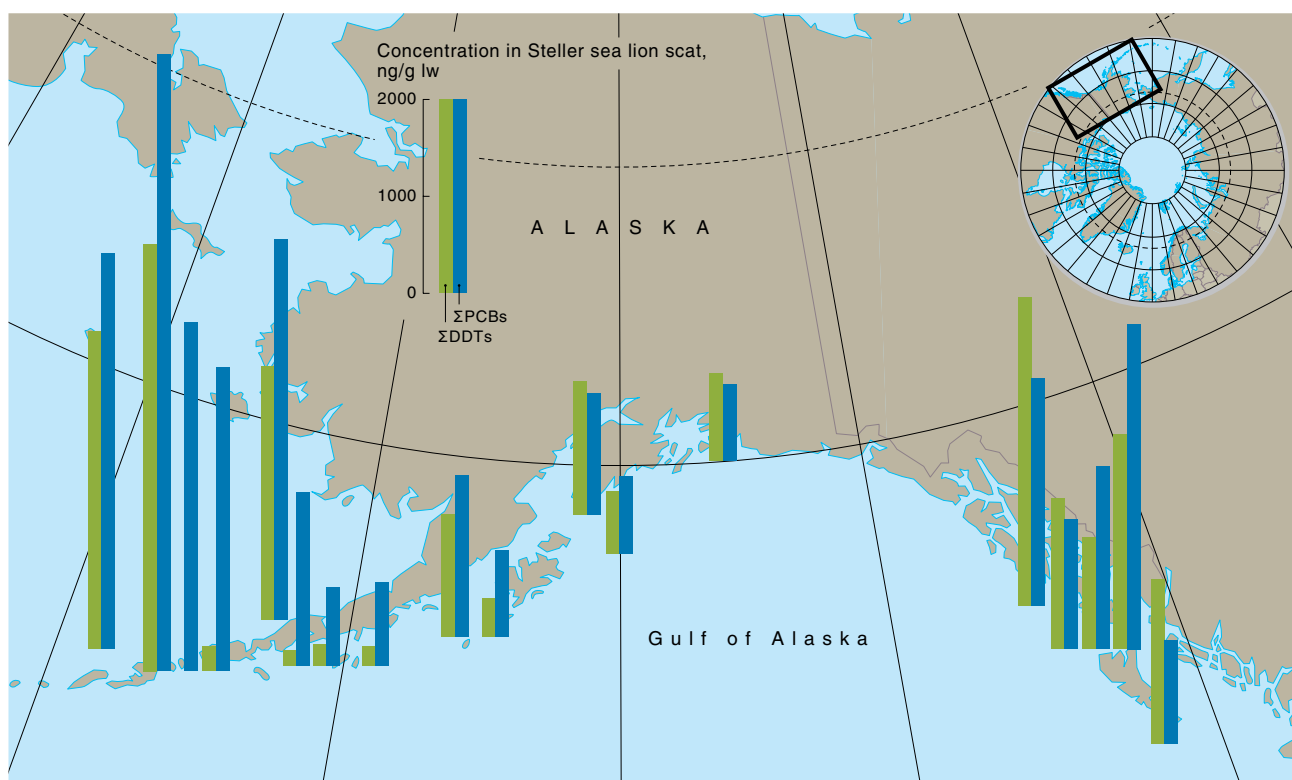 Concentration in Steller sea lion scat,
ng/g lw
2000
1000
0
ΣPCBs
ΣDDTs
A L A S K A
Gulf of Alaska